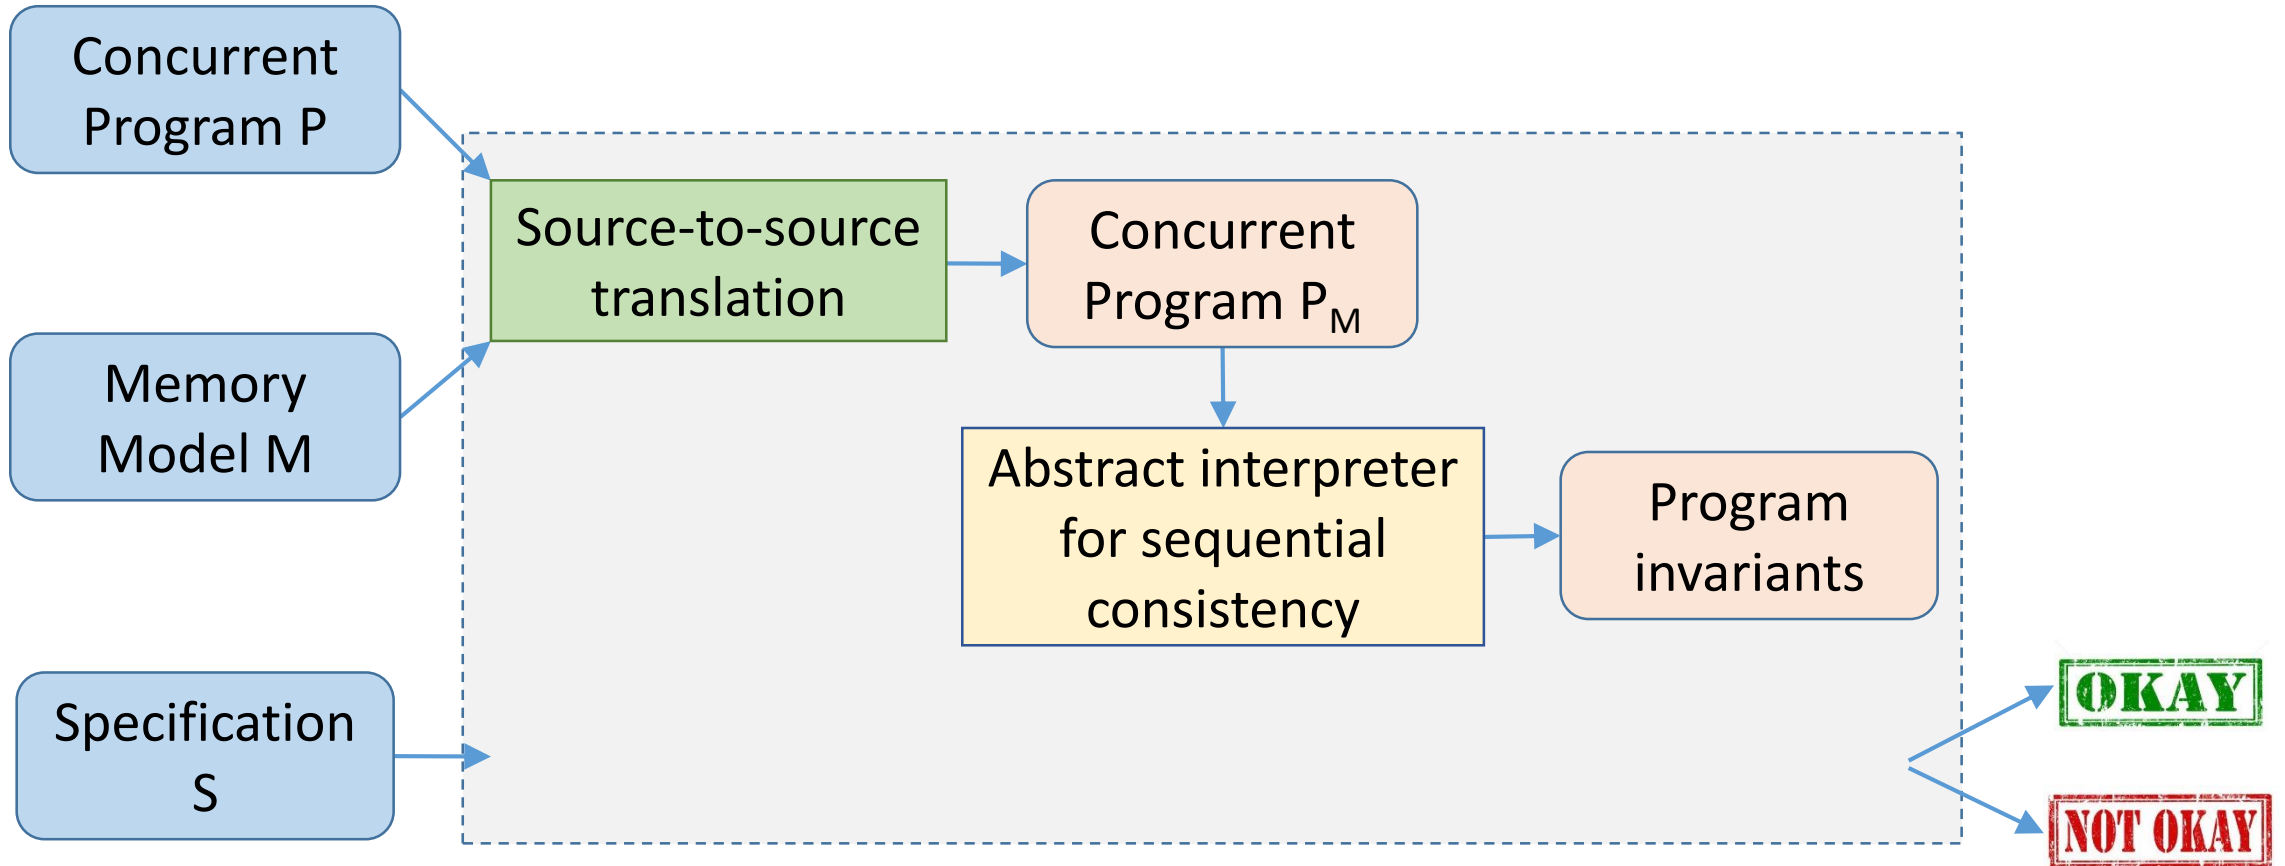 Concurrent
Program P
Source-to-source
translation
Concurrent
Program P_M
Memory
Model M
Abstract interpreter
for sequential
consistency
Program
invariants
Specification
S
OKAY
NOT OKAY